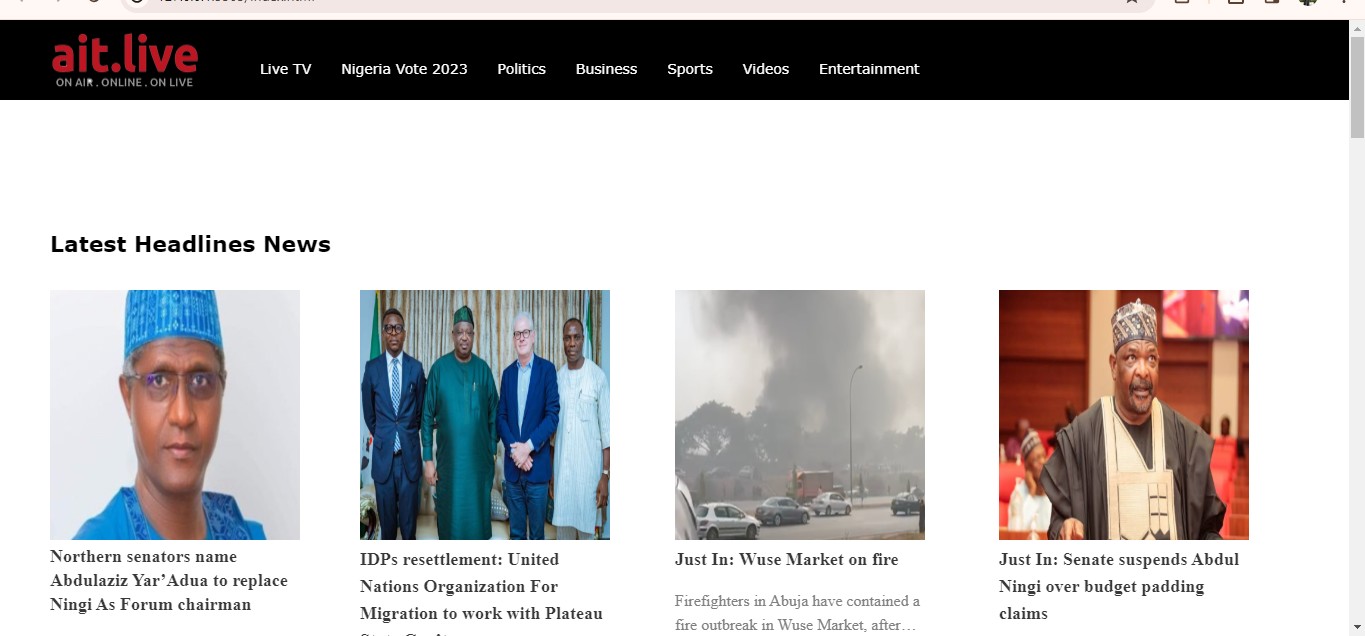 ait.live
ON AIR . ONLINE . ON LIVE
Live TV
Nigeria Vote 2023
Politics
Business
Sports
Videos
Entertainment
Latest Headlines News
Northern senators name
Abdulaziz Yar’Adua to replace
Ningi As Forum chairman
IDPs resettlement: United
Nations Organization For
Migration to work with Plateau
Just In: Wuse Market on fire
Firefighters in Abuja have contained a
fire outbreak in Wuse Market, after…
Just In: Senate suspends Abdul
Ningi over budget padding
claims